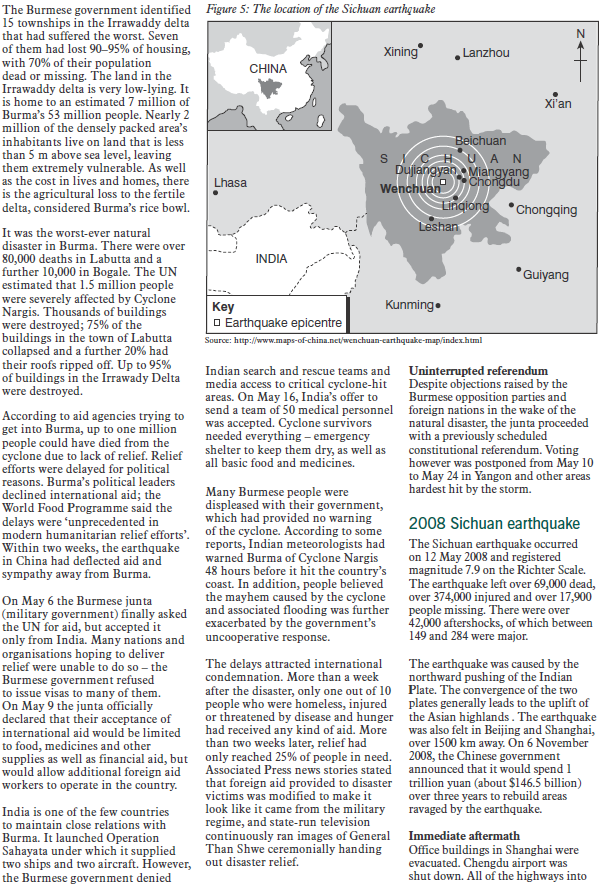 The Burmese government identified
15 townships in the Irrawaddy delta
that had suffered the worst. Seven
of them had lost 90–95% of housing,
with 70% of their population
dead or missing. The land in the
Irrawaddy delta is very low-lying. It
is home to an estimated 7 million of
Burma's 53 million people. Nearly 2
million of the densely packed area's
inhabitants live on land that is less
than 5 m above sea level, leaving
them extremely vulnerable. As well
as the cost in lives and homes, there
is the agricultural loss to the fertile
delta, considered Burma's rice bowl.
It was the worst-ever natural
disaster in Burma. There were over
80,000 deaths in Labutta and a
further 10,000 in Bogale. The UN
estimated that 1.5 million people
were severely affected by Cyclone
Nargis. Thousands of buildings
were destroyed; 75% of the
buildings in the town of Labutta
collapsed and a further 20% had
their roofs ripped off. Up to 95%
of buildings in the Irrawady Delta
were destroyed.
According to aid agencies trying to
get into Burma, up to one million
people could have died from the
cyclone due to lack of relief. Relief
efforts were delayed for political
reasons. Burma's political leaders
declined international aid; the
World Food Programme said the
delays were 'unprecedented in
modern humanitarian relief efforts'.
Within two weeks, the earthquake
in China had deflected aid and
sympathy away from Burma.
On May 6 the Burmese junta
(military government) finally asked
the UN for aid, but accepted it
only from India. Many nations and
organisations hoping to deliver
relief were unable to do so – the
Burmese government refused
to issue visas to many of them.
On May 9 the junta officially
declared that their acceptance of
international aid would be limited
to food, medicines and other
supplies as well as financial aid, but
would allow additional foreign aid
workers to operate in the country.
India is one of the few countries
to maintain close relations with
Burma. It launched Operation
Sahayata under which it supplied
two ships and two aircraft. However,
the Burmese government denied
Figure 5: The location of the Sichuan earthquake
CHINA
N
Xining
Lanzhou
Xi'an
Beichuan
SICHUAN
Dujiangyan
Miangyang
Chongdu
Wenchuan
Lhasa
Linqiong
Chongqing
Leshan
INDIA
Guiyang
Kunming
Key
Earthquake epicentre
Source: http://www.maps-of-china.net/wenchuan-earthquake-map/index.html
Indian search and rescue teams and
media access to critical cyclone-hit
areas. On May 16, India's offer to
send a team of 50 medical personnel
was accepted. Cyclone survivors
needed everything – emergency
shelter to keep them dry, as well as
all basic food and medicines.
Many Burmese people were
displeased with their government,
which had provided no warning
of the cyclone. According to some
reports, Indian meteorologists had
warned Burma of Cyclone Nargis
48 hours before it hit the country's
coast. In addition, people believed
the mayhem caused by the cyclone
and associated flooding was further
exacerbated by the government's
uncooperative response.
The delays attracted international
condemnation. More than a week
after the disaster, only one out of 10
people who were homeless, injured
or threatened by disease and hunger
had received any kind of aid. More
than two weeks later, relief had
only reached 25% of people in need.
Associated Press news stories stated
that foreign aid provided to disaster
victims was modified to make it
look like it came from the military
regime, and state-run television
continuously ran images of General
Than Shwe ceremonially handing
out disaster relief.
Uninterrupted referendum
Despite objections raised by the
Burmese opposition parties and
foreign nations in the wake of the
natural disaster, the junta proceeded
with a previously scheduled
constitutional referendum. Voting
however was postponed from May 10
to May 24 in Yangon and other areas
hardest hit by the storm.
2008 Sichuan earthquake
The Sichuan earthquake occurred
on 12 May 2008 and registered
magnitude 7.9 on the Richter Scale.
The earthquake left over 69,000 dead,
over 374,000 injured and over 17,900
people missing. There were over
42,000 aftershocks, of which between
149 and 284 were major.
The earthquake was caused by the
northward pushing of the Indian
Plate. The convergence of the two
plates generally leads to the uplift of
the Asian highlands . The earthquake
was also felt in Beijing and Shanghai,
over 1500 km away. On 6 November
2008, the Chinese government
announced that it would spend 1
trillion yuan (about $146.5 billion)
over three years to rebuild areas
ravaged by the earthquake.
Immediate aftermath
Office buildings in Shanghai were
evacuated. Chengdu airport was
shut down. All of the highways into